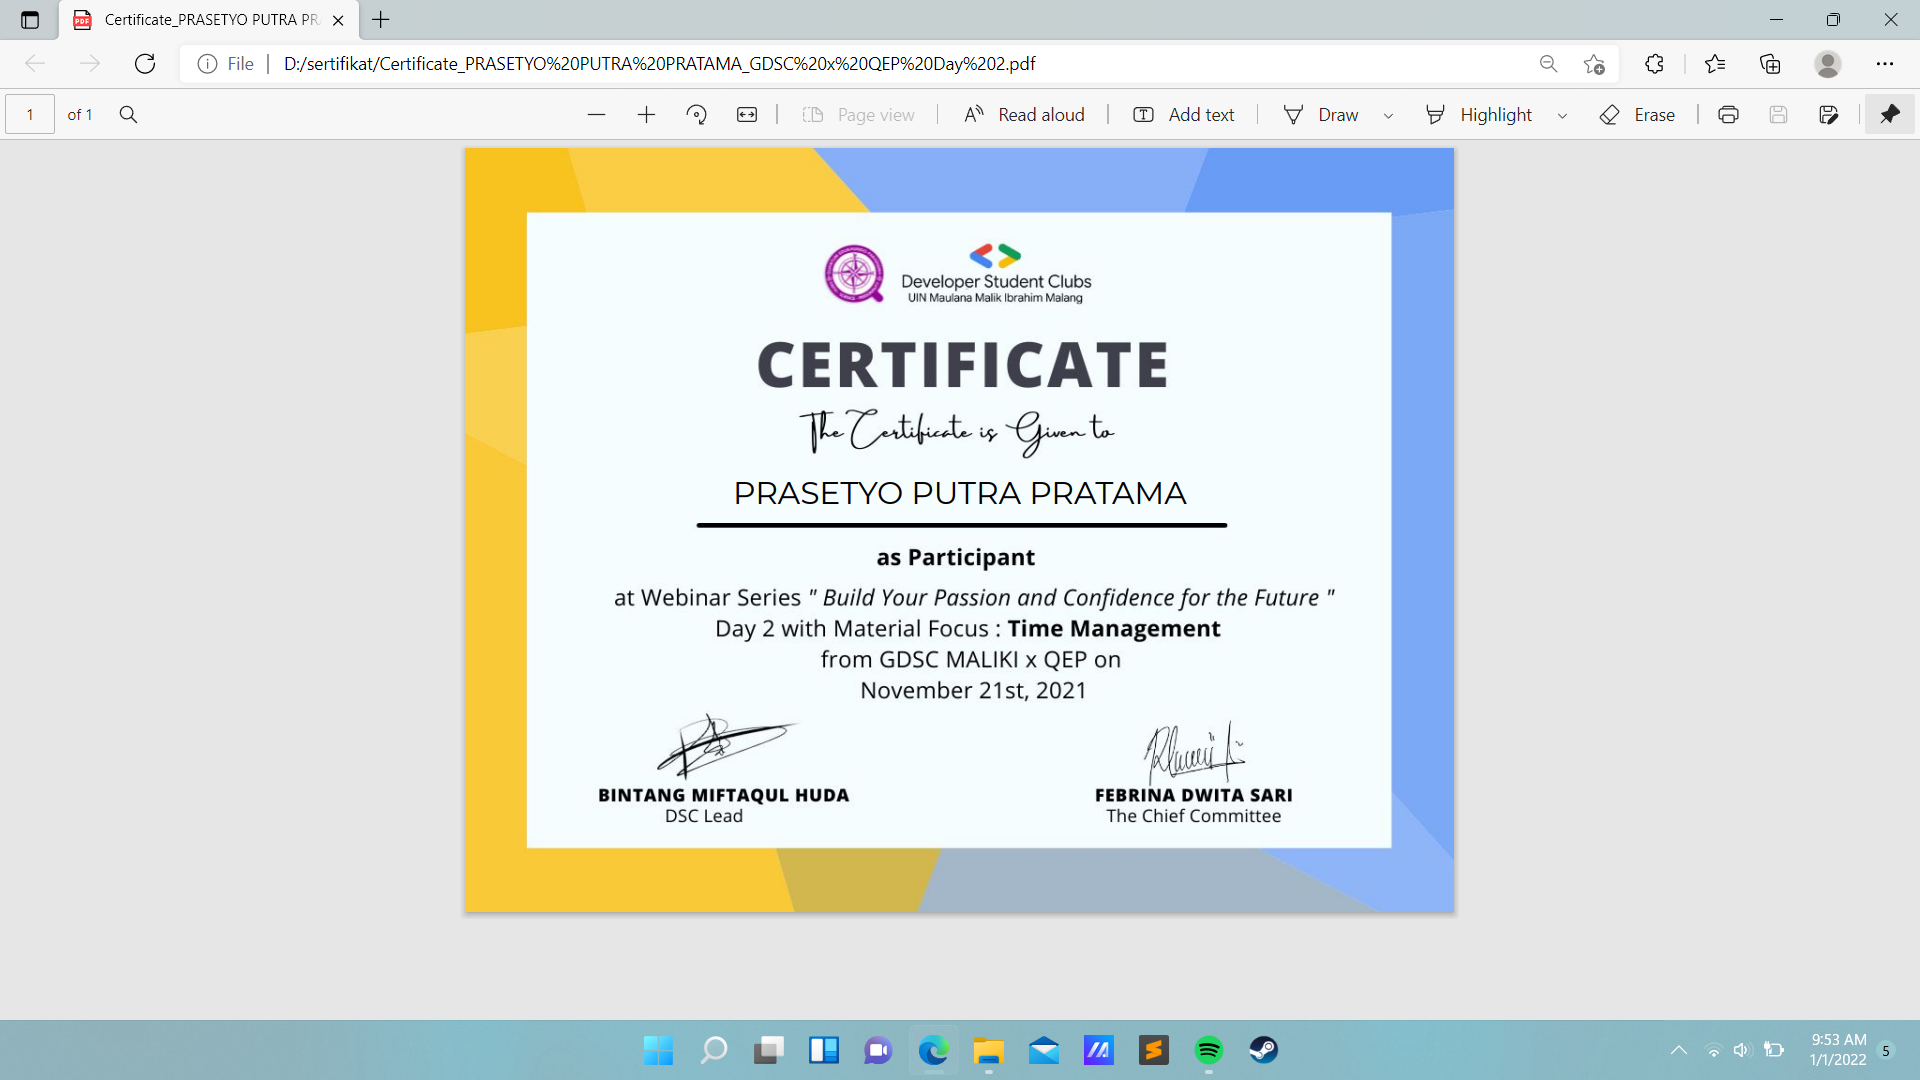 Certificate_PRASETYO PUTRA PR
File
D:/sertifikat/Certificate_PRASETYO%20PUTRA%20PRATAMA_GDSC%20x%20QEP%20Day%202.pdf
1 of 1
Page view
Read aloud
Add text
Draw
Highlight
Erase
Developer Student Clubs
UIN Maulana Malik Ibrahim Malang
CERTIFICATE
The Certificate is Given to
PRASETYO PUTRA PRATAMA
as Participant
at Webinar Series " Build Your Passion and Confidence for the Future "
Day 2 with Material Focus : Time Management
from GDSC MALIKI x QEP on
November 21st, 2021
BINTANG MIFTAQUL HUDA
DSC Lead
FEBRINA DWITA SARI
The Chief Committee
9:53 AM
1/1/2022
5